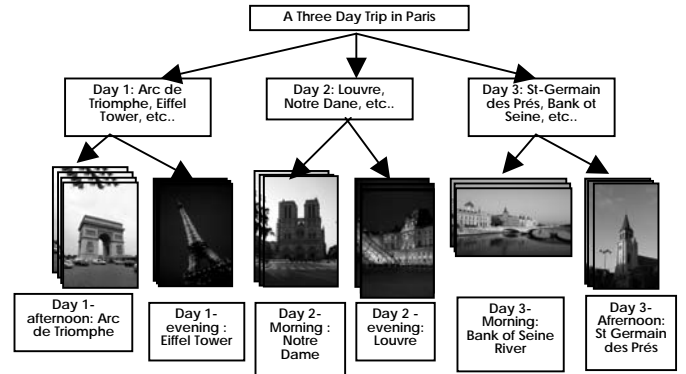 A Three Day Trip in Paris
Day 1: Arc de
Triomphe, Eiffel
Tower, etc..
Day 2: Louvre,
Notre Dane, etc..
Day 3: St-Germain
des Prés, Bank ot
Seine, etc..
Day 1-
afternoon: Arc
de Triomphe
Day 1-
evening :
Eiffel Tower
Day 2-
Morning :
Notre
Dame
Day 2 -
evening:
Louvre
Day 3-
Morning:
Bank of Seine
River
Day 3-
Afrernoon:
St Germain
des Prés